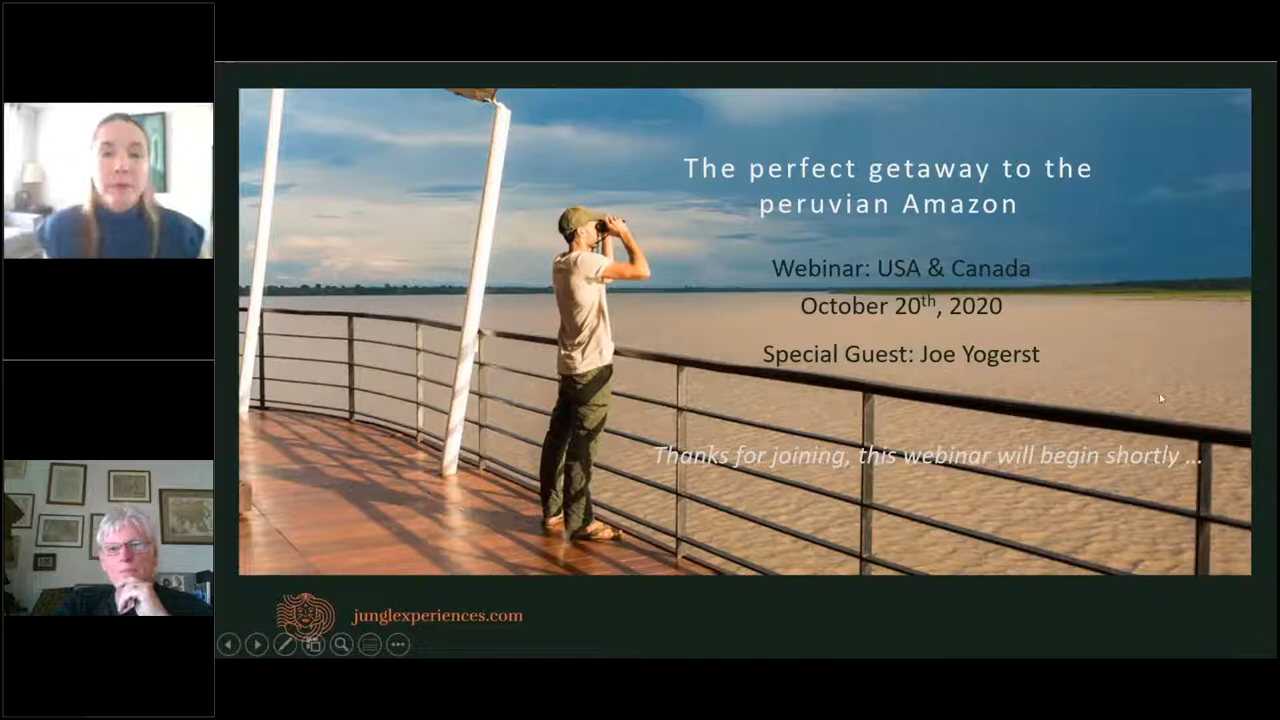 The perfect getaway to the
peruvian Amazon
Webinar: USA & Canada
October 20th, 2020
Special Guest: Joe Yogerst
Thanks for joining, this webinar will begin shortly ...
junglexperiences.com